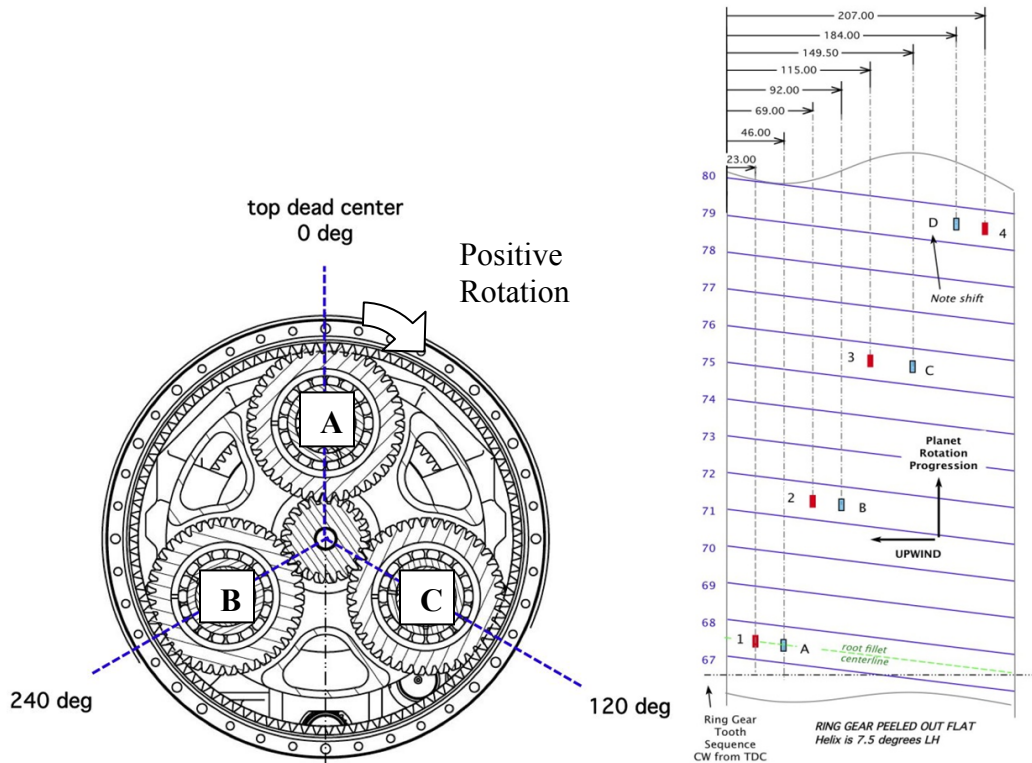 top dead center
0 deg
Positive
Rotation
A
B
C
240 deg
120 deg
207.00
184.00
149.50
115.00
92.00
69.00
46.00
23.00
80
79
78
77
76
75
74
73
72
71
70
69
68
67
D
4
Note shift
3
C
Planet
Rotation
Progression
2
B
UPWIND
1
A
root fillet
centerline
Ring Gear
Tooth
Sequence
CW from TDC
RING GEAR PEELED OUT FLAT
Helix is 7.5 degrees LH